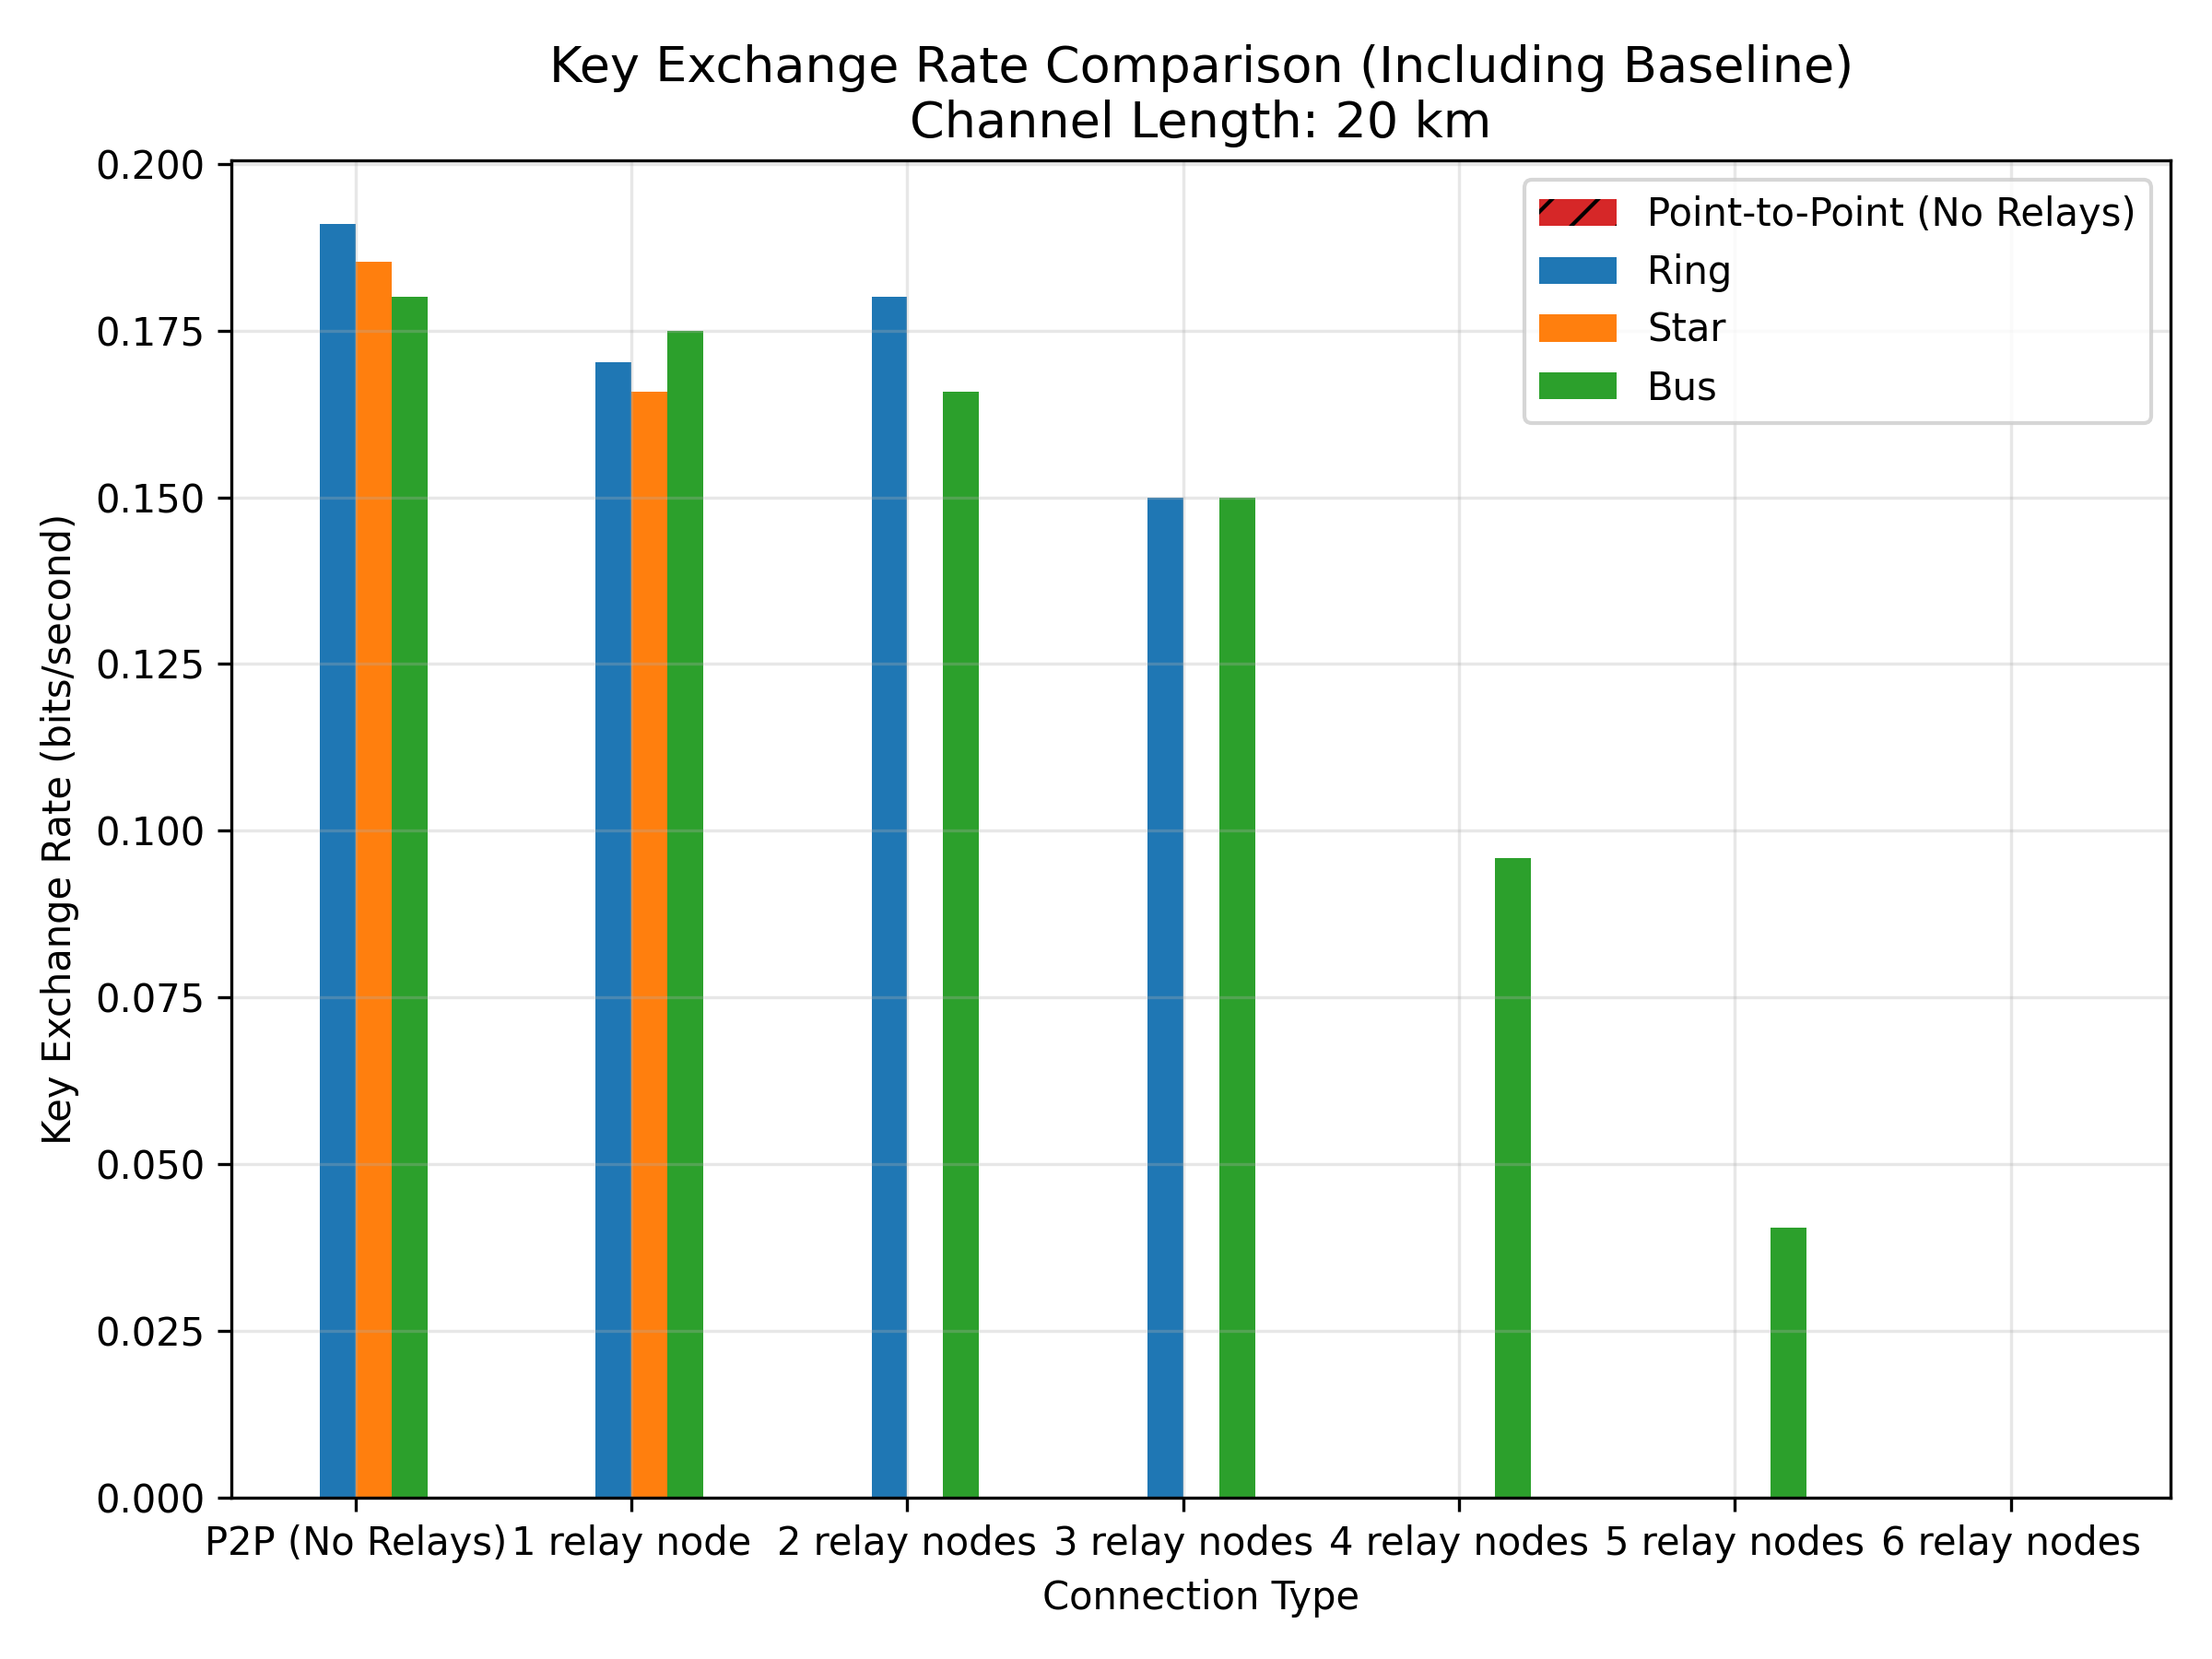 Key Exchange Rate Comparison (Including Baseline)
Channel Length: 20 km
Point-to-Point (No Relays)
Ring
Star
Bus
Key Exchange Rate (bits/second)
0.200
0.175
0.150
0.125
0.100
0.075
0.050
0.025
0.000
P2P (No Relays) 1 relay node 2 relay nodes 3 relay nodes 4 relay nodes 5 relay nodes 6 relay nodes
Connection Type